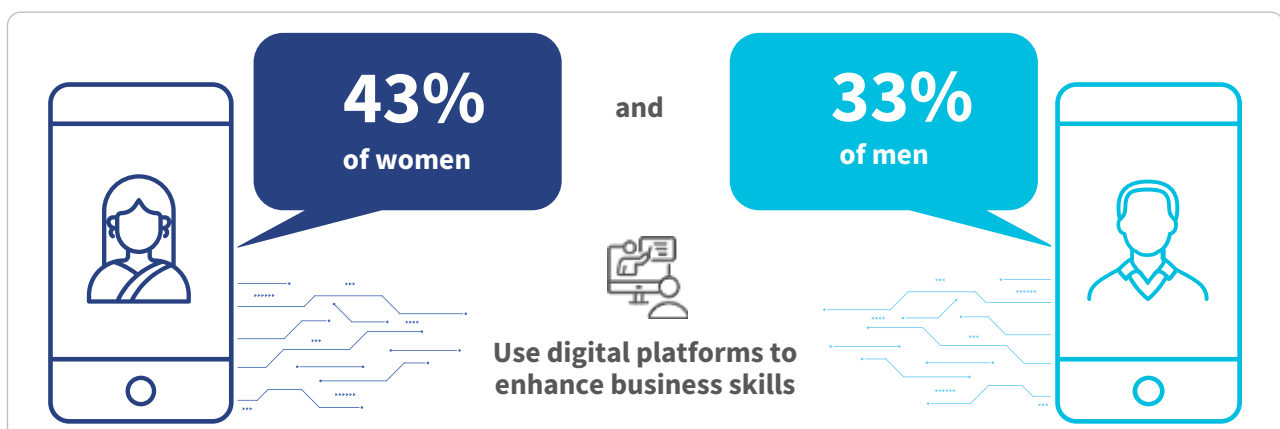 43%
of women
and
33%
of men
Use digital platforms to
enhance business skills